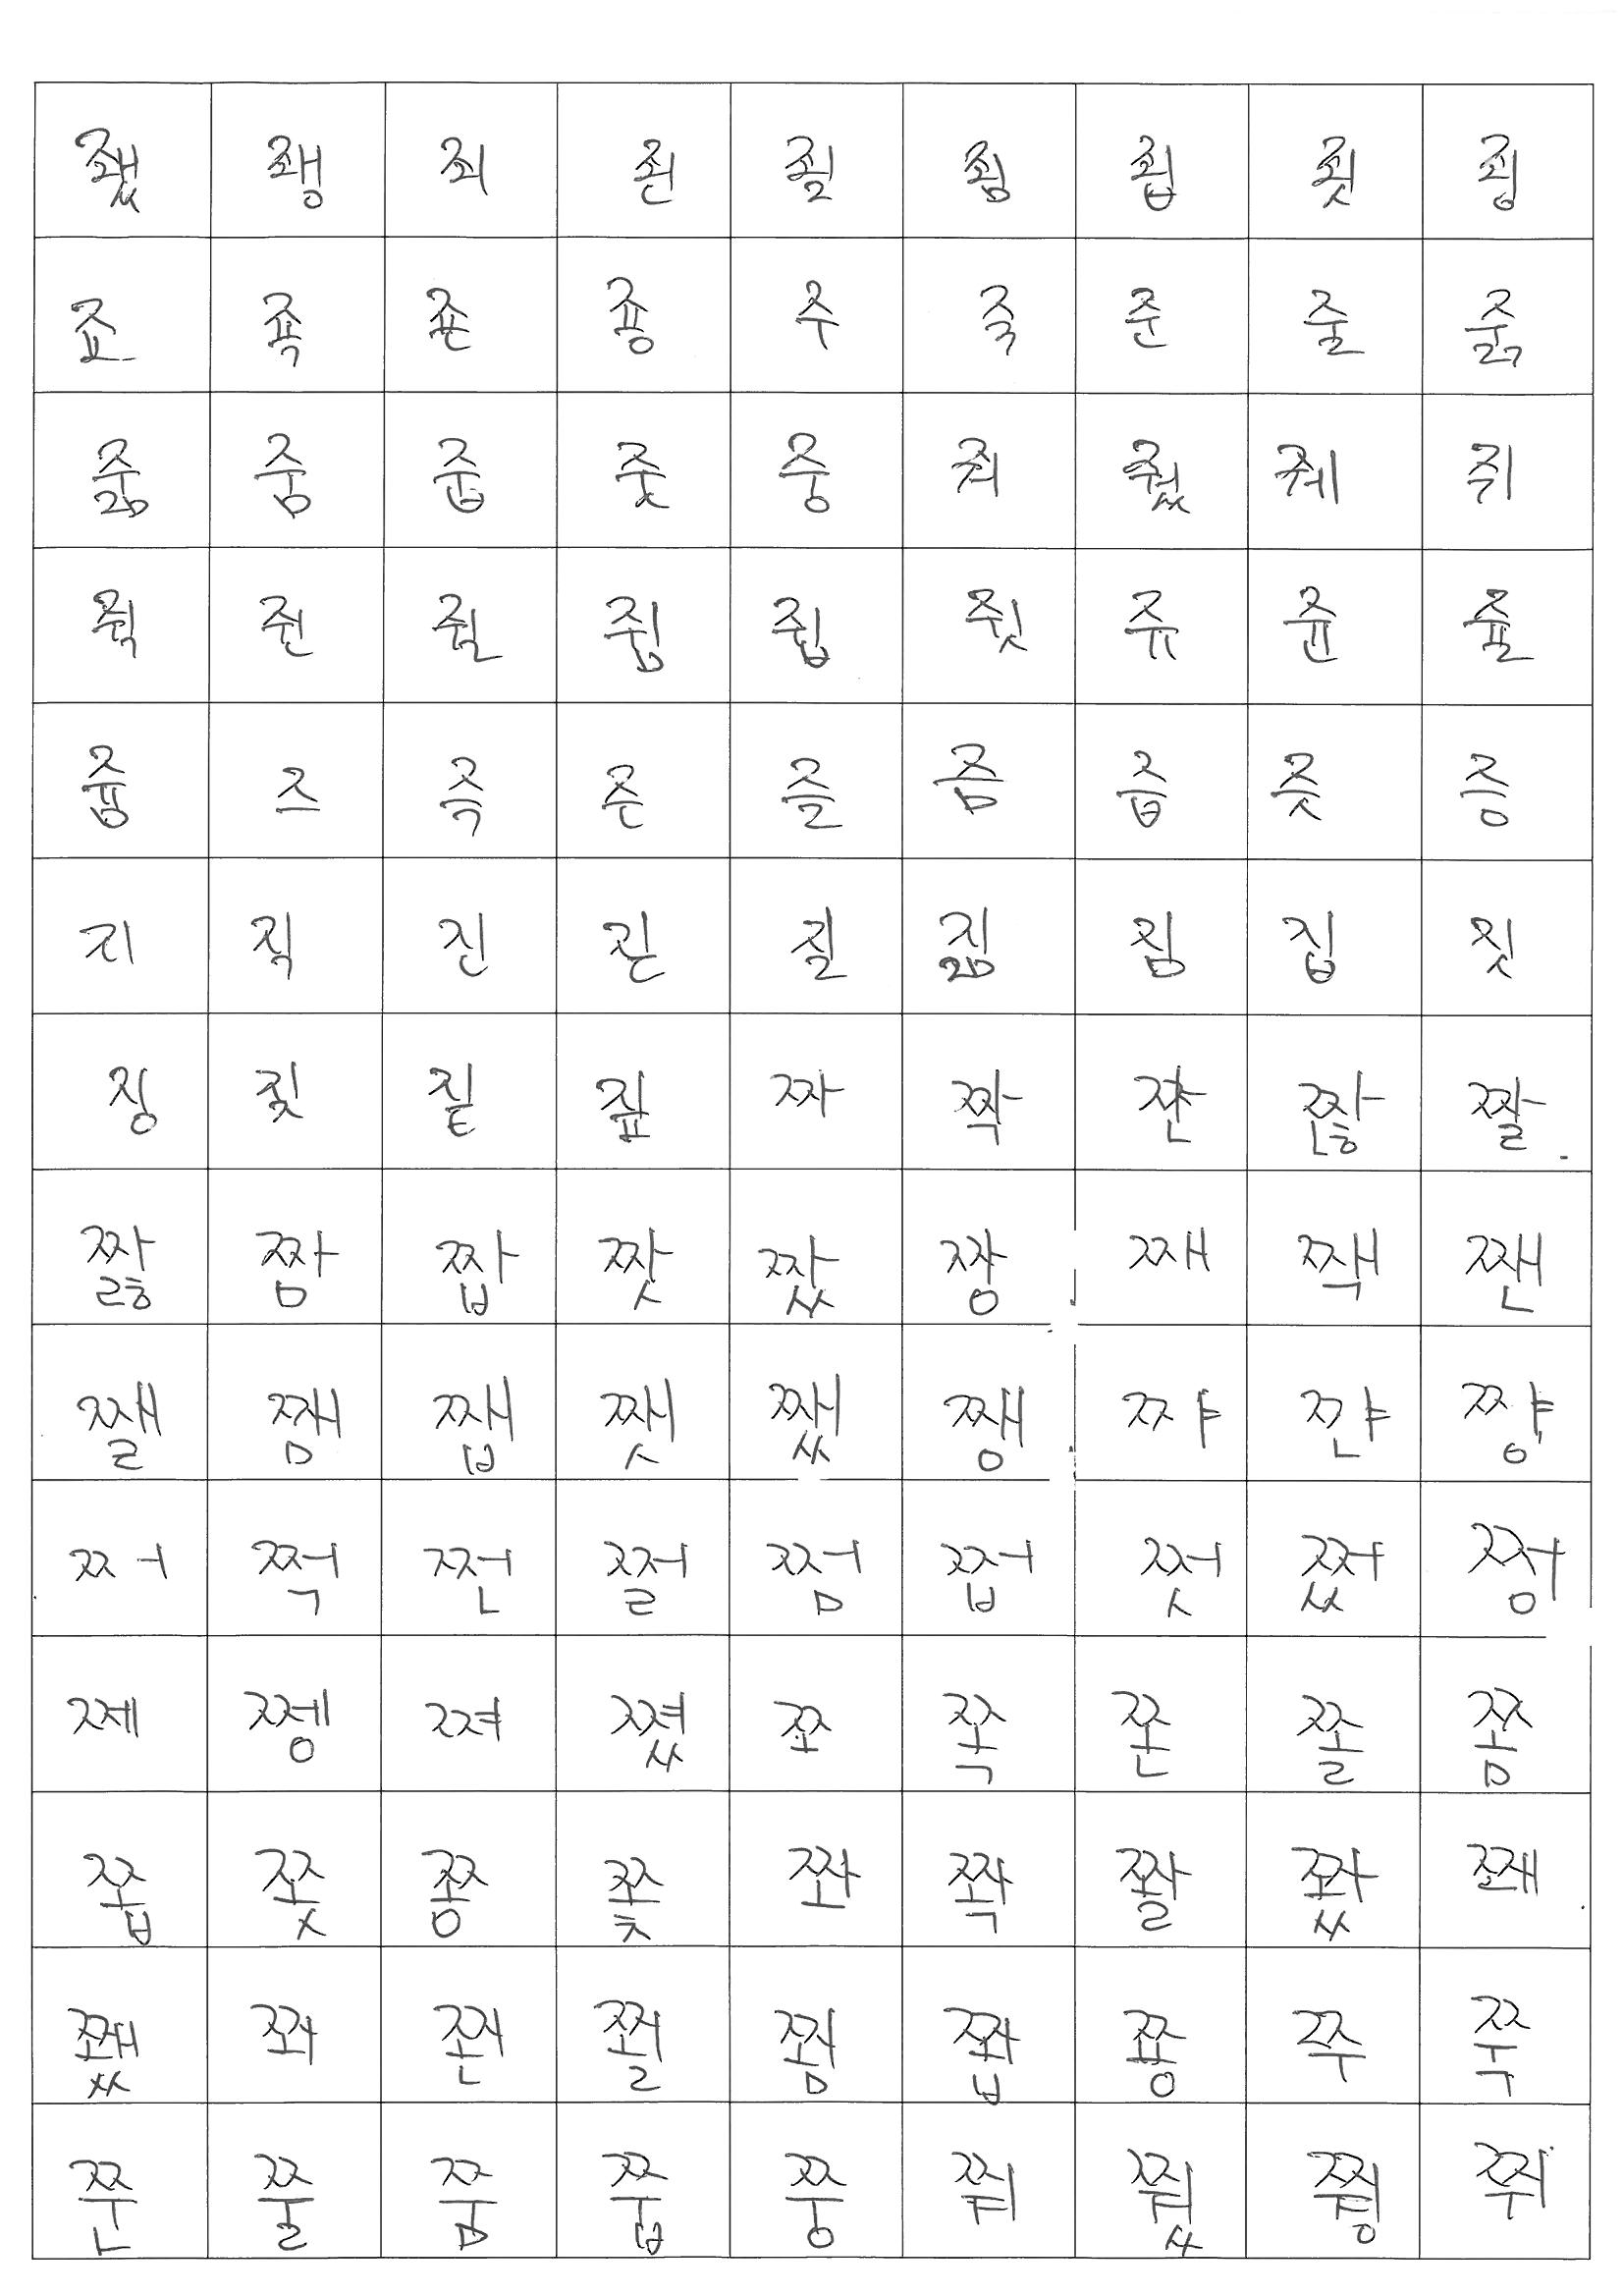 좼 좽 죄 죈 죌 죔 죕 죗 죙
죠 죡 죤 죵 주 죽 준 줄 줅
줆 줌 줍 줏 중 줘 줬 줴 쥐
쥑 쥔 쥘 쥠 쥡 쥣 쥬 쥰 쥴
쥼 즈 즉 즌 즐 즘 즙 즛 증
지 직 진 짇 질 짊 짐 집 짓
징 짖 짙 짚 짜 짝 짠 짢 짤
짫 짬 짭 짯 짰 짱 째 짹 짼
쨀 쨈 쨉 쨋 쨌 쨍 쨔 쨘 쨩
쩌 쩍 쩐 쩔 쩜 쩝 쩟 쩠 쩡
쩨 쩽 쪄 쪘 쪼 쪽 쫀 쫄 쫌
쫍 쫏 쫑 쫓 쫘 쫙 쫠 쫬 쫴
쬈 쬐 쬔 쬘 쬠 쬡 쭁 쭈 쭉
쭌 쭐 쭘 쭙 쭝 쭤 쭸 쭹 쮜